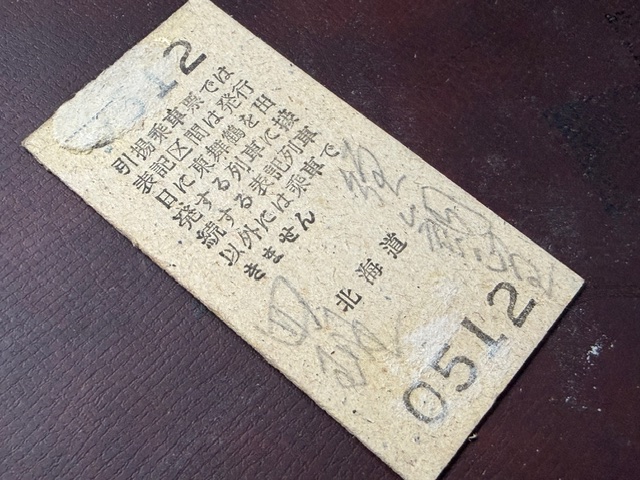 512
引揚乗車票では
表記区間は発行
日に東舞鶴を出
発する列車に接
続する表記列車
以外には乗車で
きません
北海道
0512